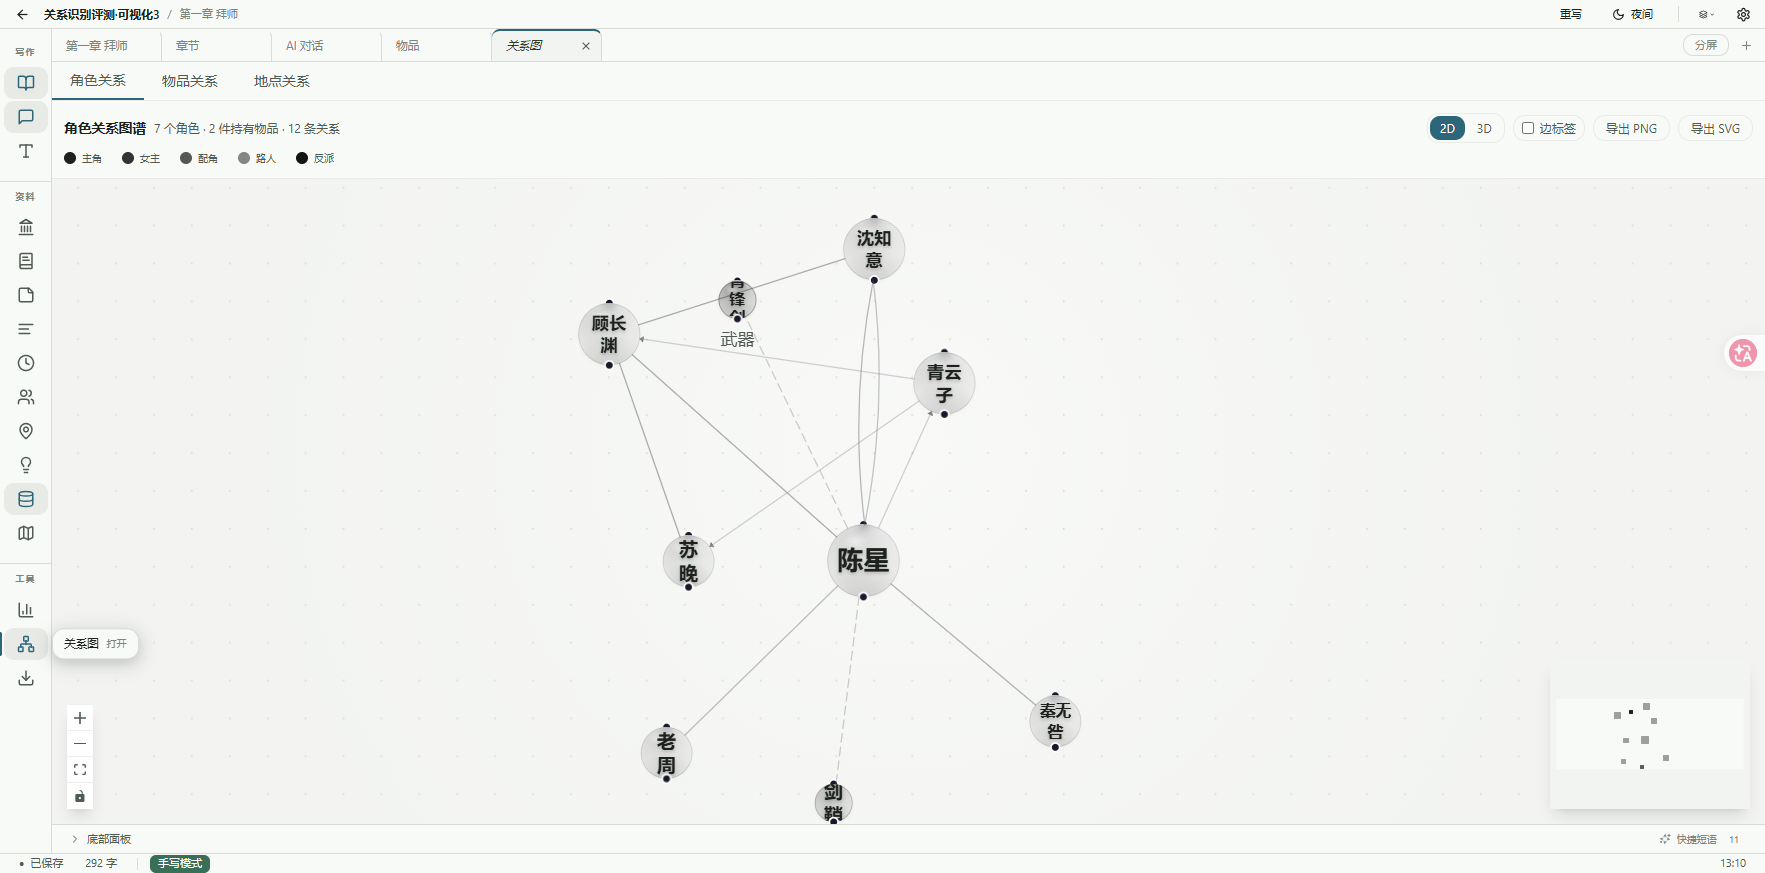 关系识别评测·可视化3 / 第一章 拜师
重写
夜间
写作
第一章 拜师
章节
AI 对话
物品
关系图
分屏
角色关系
物品关系
地点关系
角色关系图谱 7 个角色 · 2 件持有物品 · 12 条关系
2D 3D
边标签
导出 PNG
导出 SVG
主角
女主
配角
路人
反派
资料
沈知
意
青
锋
剑
武器
顾长
渊
青云
子
苏
晚
陈星
工具
关系图 打开
秦无
咎
老
周
剑
鞘
底部面板
快捷短语 11
已保存
292 字
手写模式
13:10